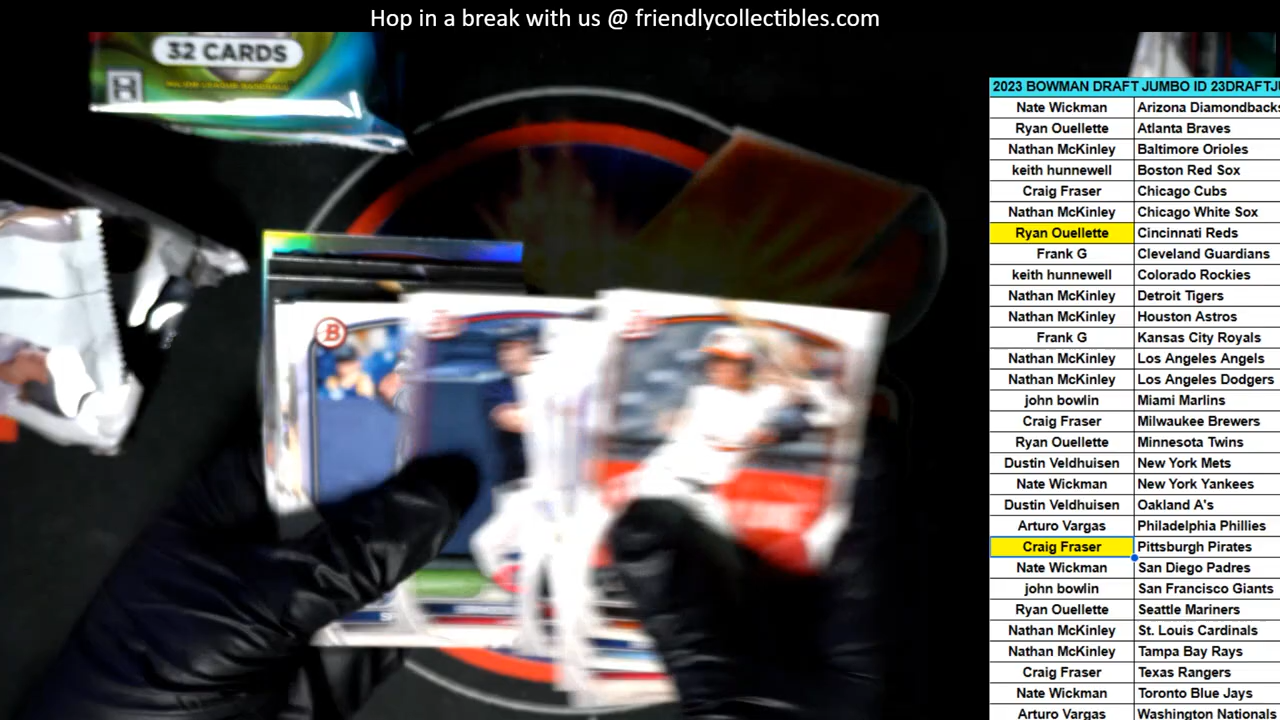 Hop in a break with us @ friendlycollectibles.com
32 CARDS
MAJOR LEAGUE BASEBALL
H
B
2023 BOWMAN DRAFT JUMBO ID 23DRAFTJU
Nate Wickman Arizona Diamondbacks
Ryan Ouellette Atlanta Braves
Nathan McKinley Baltimore Orioles
keith hunnewell Boston Red Sox
Craig Fraser Chicago Cubs
Nathan McKinley Chicago White Sox
Ryan Ouellette Cincinnati Reds
Frank G Cleveland Guardians
keith hunnewell Colorado Rockies
Nathan McKinley Detroit Tigers
Nathan McKinley Houston Astros
Frank G Kansas City Royals
Nathan McKinley Los Angeles Angels
Nathan McKinley Los Angeles Dodgers
john bowlin Miami Marlins
Craig Fraser Milwaukee Brewers
Ryan Ouellette Minnesota Twins
Dustin Veldhuisen New York Mets
Nate Wickman New York Yankees
Dustin Veldhuisen Oakland A's
Arturo Vargas Philadelphia Phillies
Craig Fraser Pittsburgh Pirates
Nate Wickman San Diego Padres
john bowlin San Francisco Giants
Ryan Ouellette Seattle Mariners
Nathan McKinley St. Louis Cardinals
Nathan McKinley Tampa Bay Rays
Craig Fraser Texas Rangers
Nate Wickman Toronto Blue Jays
Arturo Vargas Washington Nationals